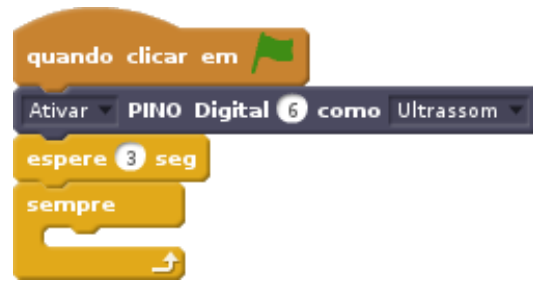 quando clicar em
Ativar PINO Digital 6 como Ultrassom
espere 3 seg
sempre